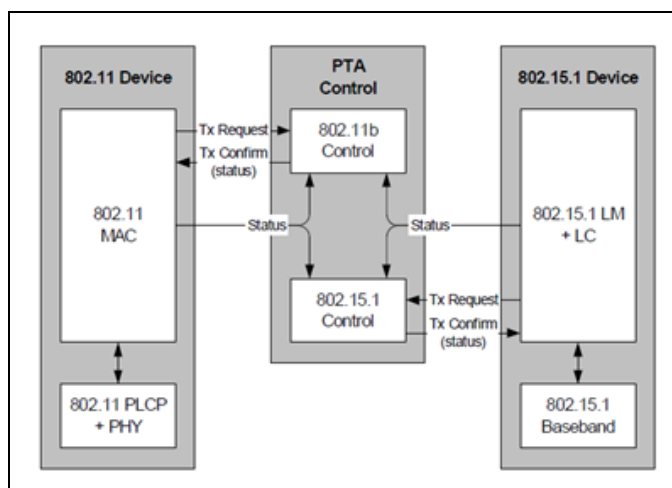 802.11 Device
802.11
MAC
802.11 PLCP
+ PHY
Tx Request
Tx Confirm
(status)
Status
PTA
Control
802.11b
Control
802.15.1
Control
Status
Tx Request
Tx Confirm
(status)
802.15.1 Device
802.15.1 LM
+ LC
802.15.1
Baseband